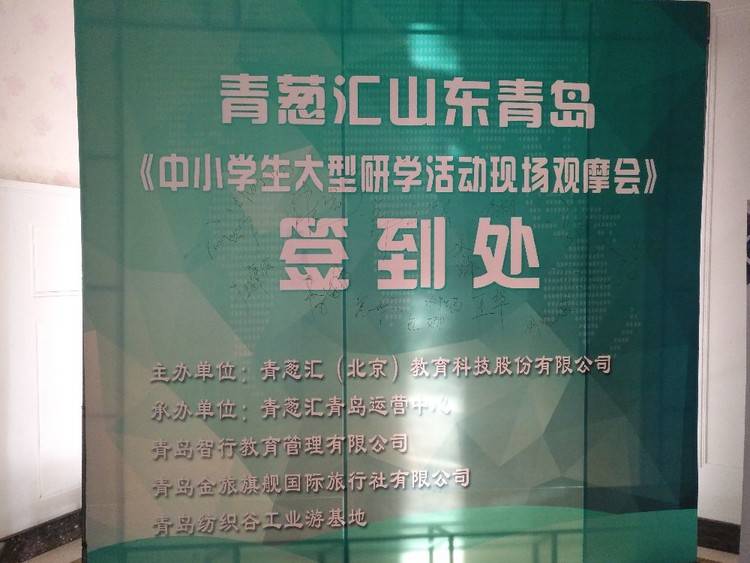 青葱汇山东青岛
《中小学生大型研学活动现场观摩会》
签到处
主办单位：青葱汇（北京）教育科技股份有限公司
承办单位：青葱汇青岛运营中心
青岛智行教育管理有限公司
青岛金旅旗舰国际旅行社有限公司
青岛纺织谷工业游基地